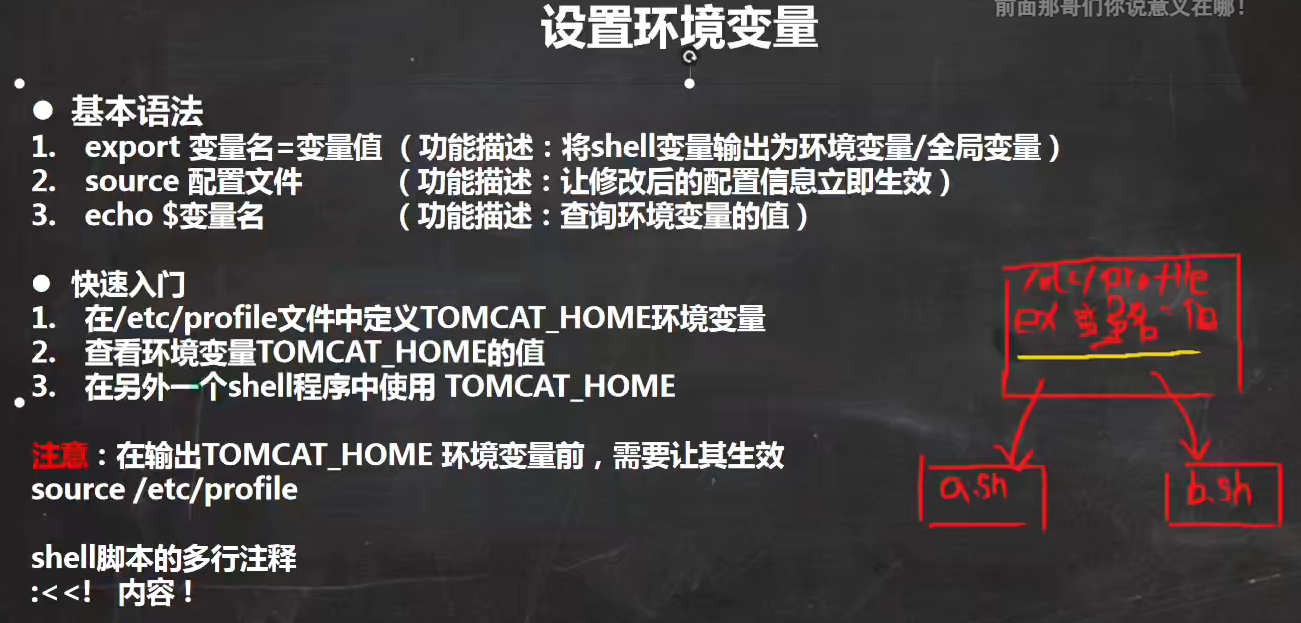 前面那哥们你说意义在哪!
设置环境变量
● 基本语法
1. export 变量名=变量值（功能描述：将shell变量输出为环境变量/全局变量）
2. source 配置文件 （功能描述：让修改后的配置信息立即生效）
3. echo $变量名 （功能描述：查询环境变量的值）
● 快速入门
1. 在/etc/profile文件中定义TOMCAT_HOME环境变量
2. 查看环境变量TOMCAT_HOME的值
3. 在另外一个shell程序中使用 TOMCAT_HOME
注意：在输出TOMCAT_HOME 环境变量前，需要让其生效
source /etc/profile
shell脚本的多行注释
:<<! 内容！
/etc/profile
ex 变量名=值
a.sh
b.sh